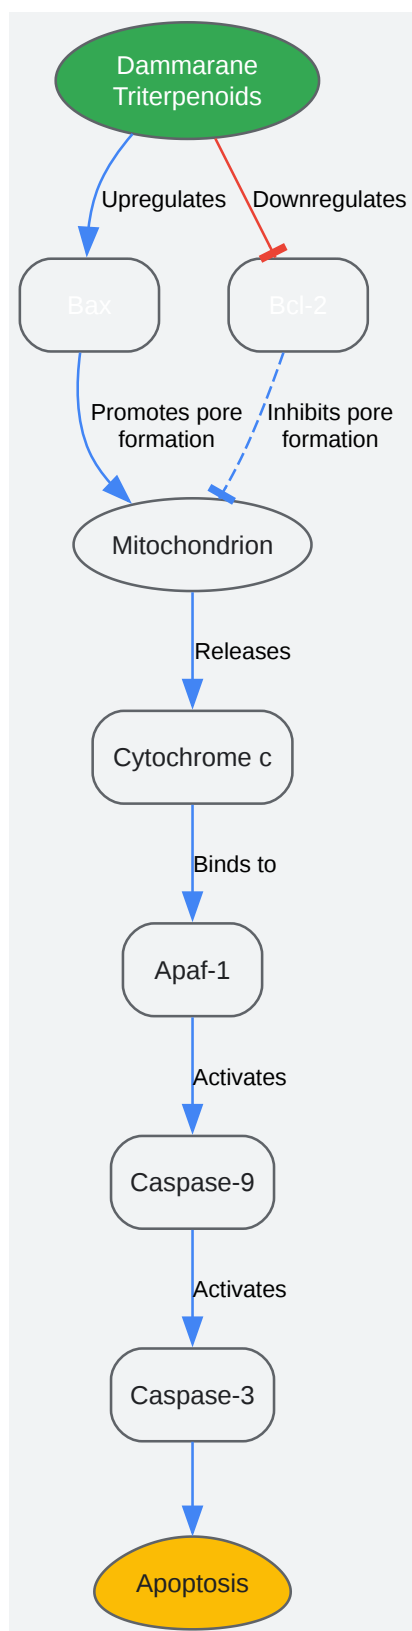 Dammarane
Triterpenoids
Upregulates
Downregulates
Bax
Bcl-2
Promotes pore
formation
Inhibits pore
formation
Mitochondrion
Releases
Cytochrome c
Binds to
Apaf-1
Activates
Caspase-9
Activates
Caspase-3
Apoptosis